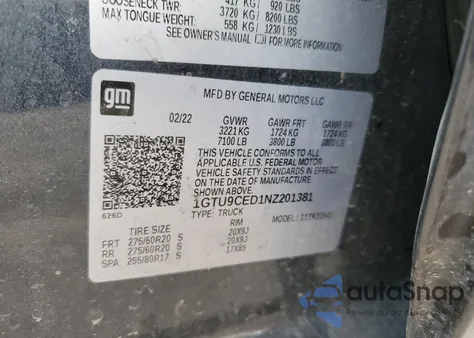 GOOSENECK TWR: 417 KG / 920 LBS
3720 KG / 8200 LBS
MAX TONGUE WEIGHT: 558 KG / 1230 LBS
SEE OWNER'S MANUAL FOR MORE INFORMATION
gm
MFD BY GENERAL MOTORS LLC
02/22 GVWR GAWR FRT GAWR RR
3221 KG 1724 KG 1724 KG
7100 LB 3800 LB 3800 LB
THIS VEHICLE CONFORMS TO ALL
APPLICABLE U.S. FEDERAL MOTOR
VEHICLE SAFETY STANDARDS IN EFFECT
ON THE DATE OF MANUFACTURE
SHOWN ABOVE.
1GTU9CED1NZ201381
626D TYPE: TRUCK MODEL:
TIRE SIZE RIM
FRT 275/60R20 S 20X9J
RR 275/60R20 S 20X9J
SPA 255/80R17 S
autoSnap